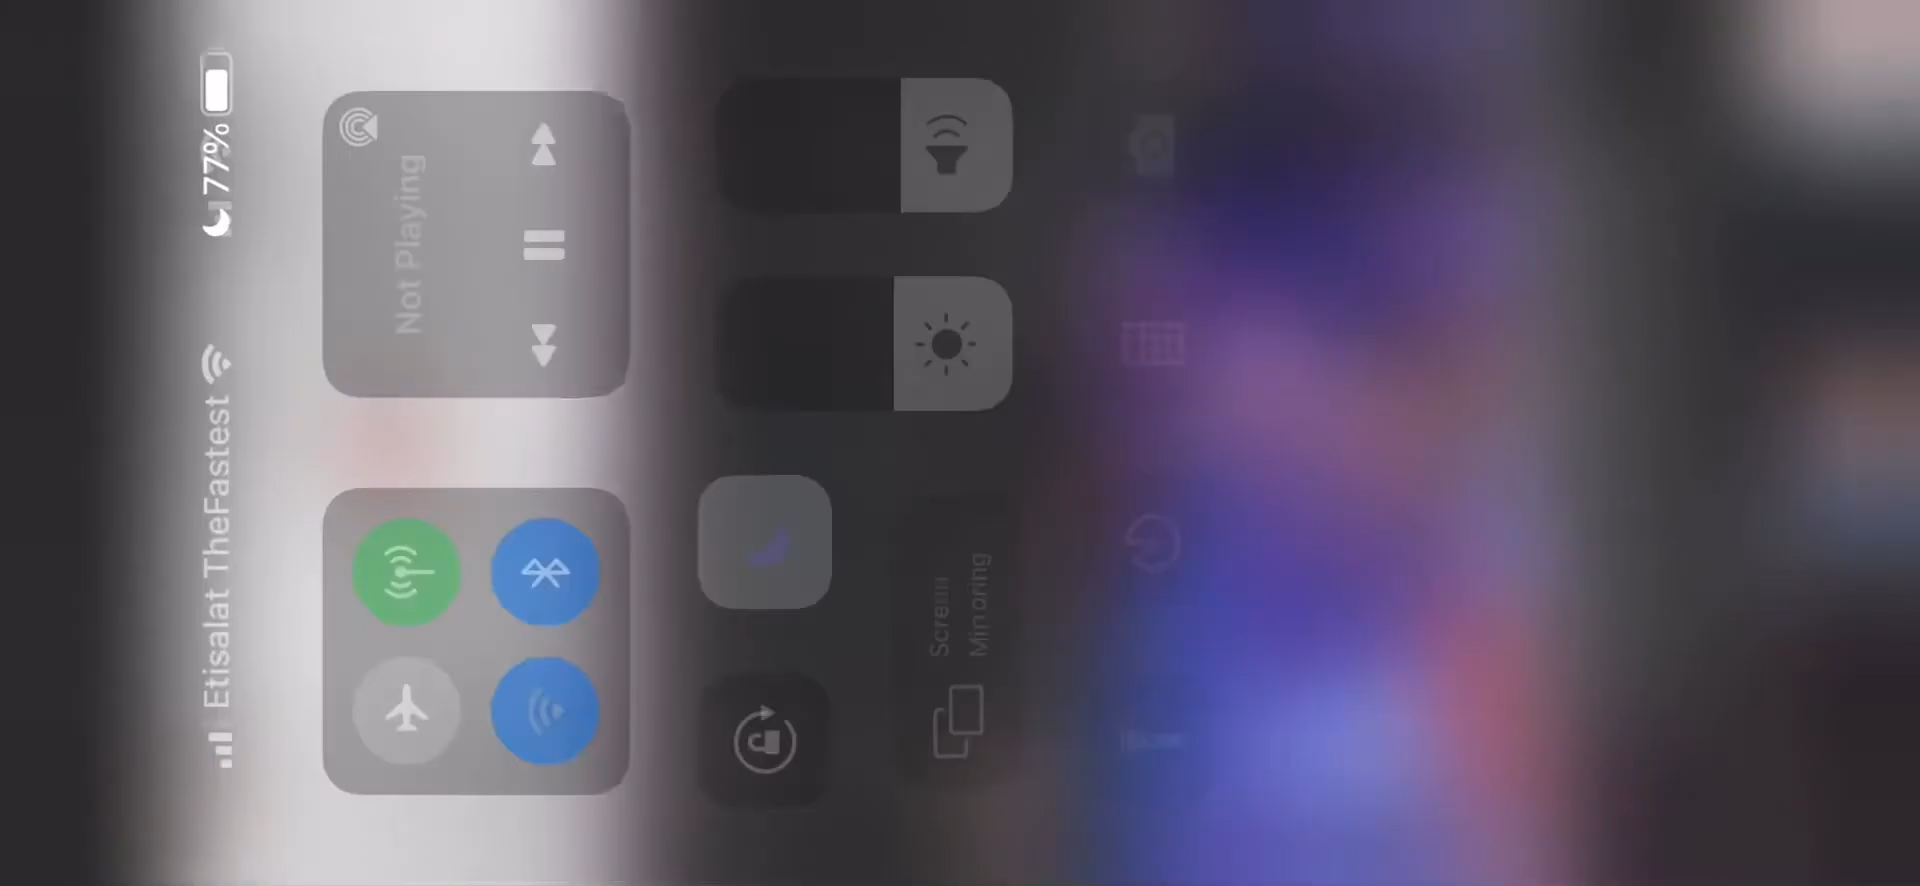 Etisalat TheFastest
77%
Not Playing
Screen
Mirroring